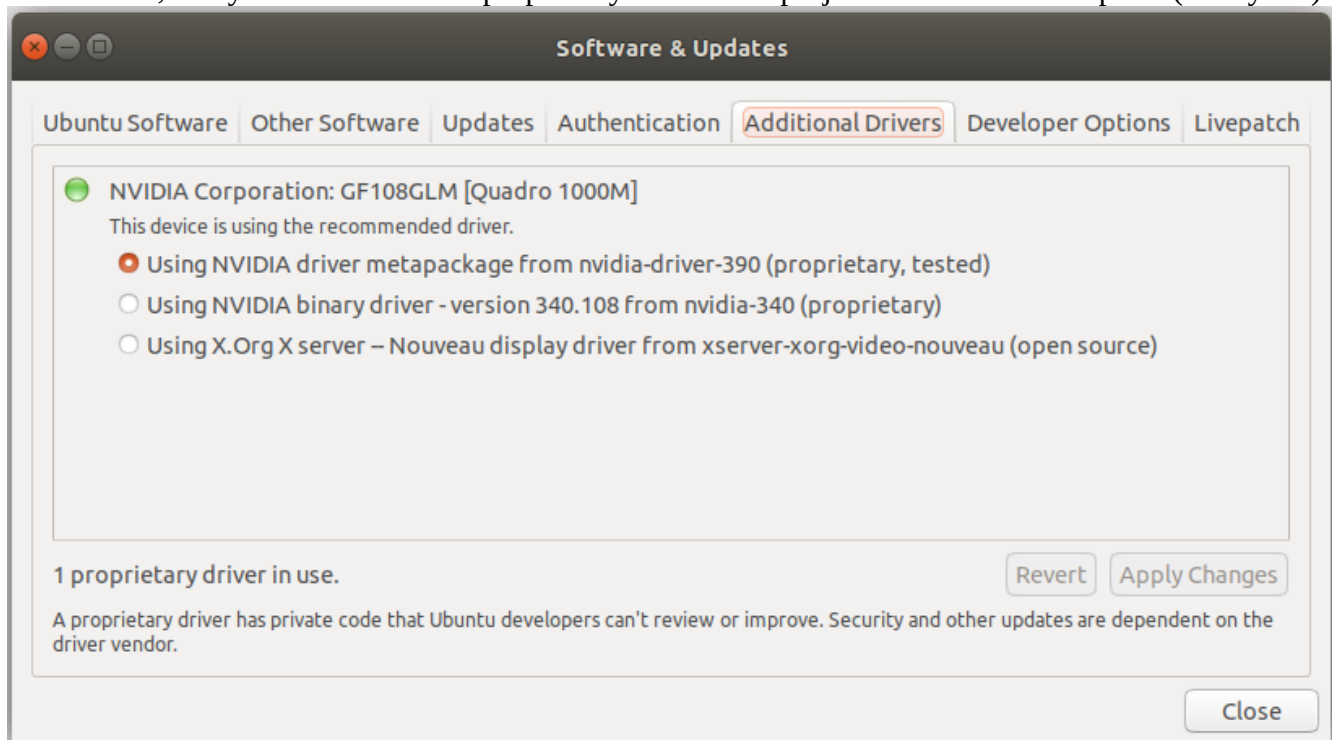 Software & Updates
Ubuntu Software Other Software Updates Authentication Additional Drivers Developer Options Livepatch
NVIDIA Corporation: GF108GLM [Quadro 1000M]
This device is using the recommended driver.
Using NVIDIA driver metapackage from nvidia-driver-390 (proprietary, tested)
Using NVIDIA binary driver - version 340.108 from nvidia-340 (proprietary)
Using X.Org X server -- Nouveau display driver from xserver-xorg-video-nouveau (open source)
1 proprietary driver in use.
Revert Apply Changes
A proprietary driver has private code that Ubuntu developers can't review or improve. Security and other updates are dependent on the
driver vendor.
Close